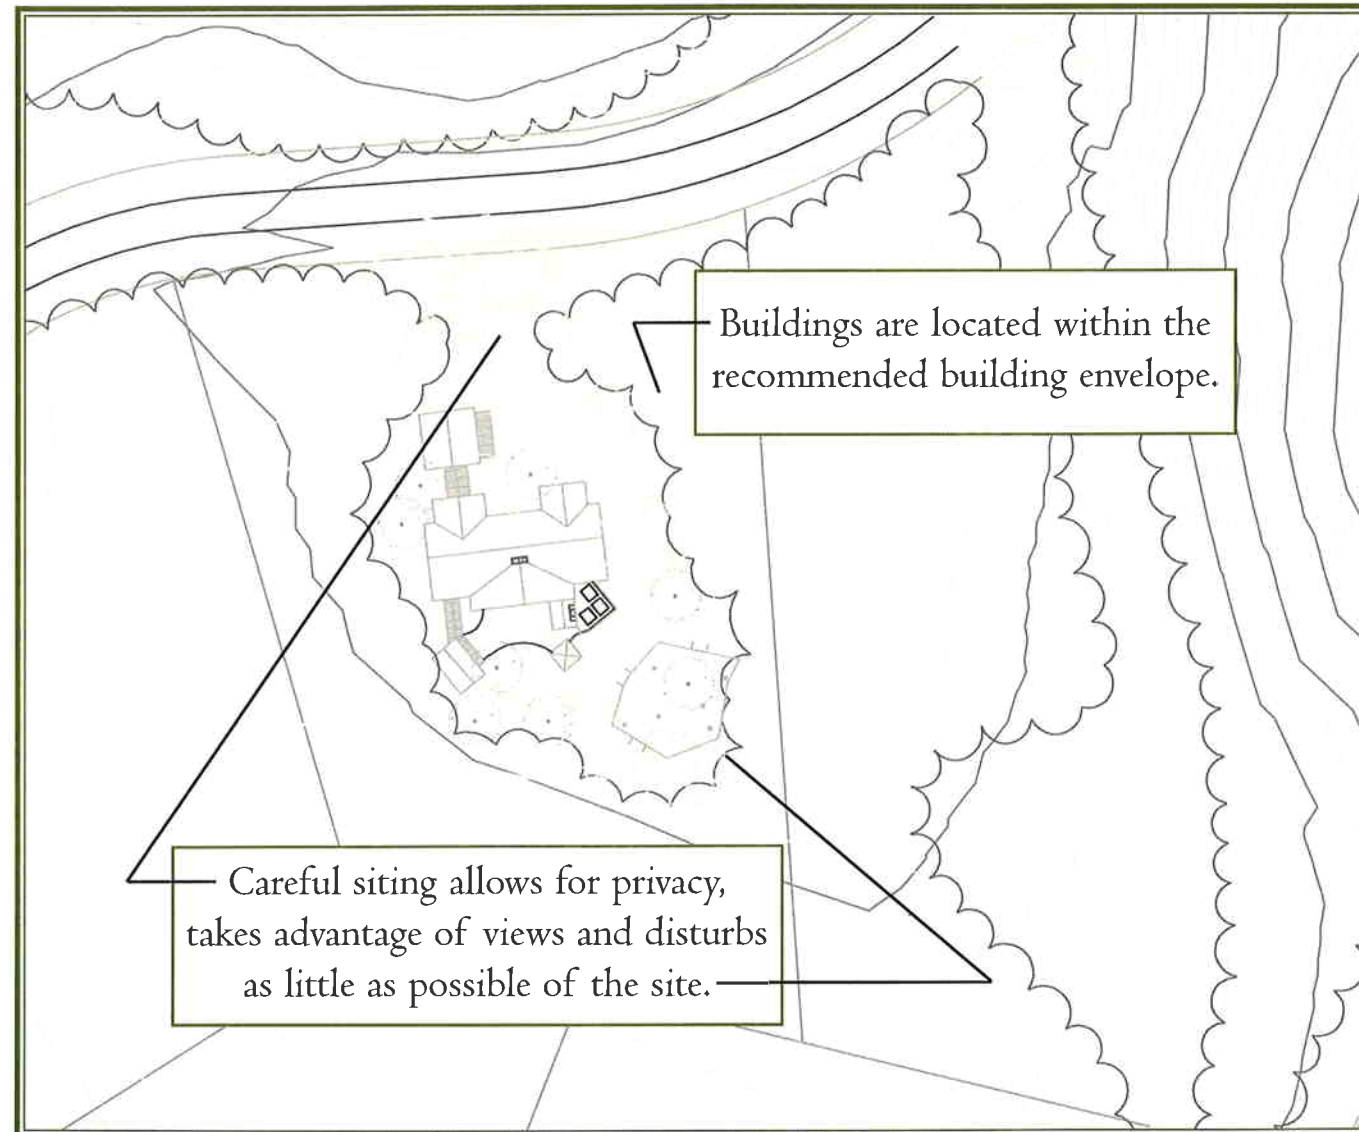 Buildings are located within the
recommended building envelope.
Careful siting allows for privacy,
takes advantage of views and disturbs
as little as possible of the site.